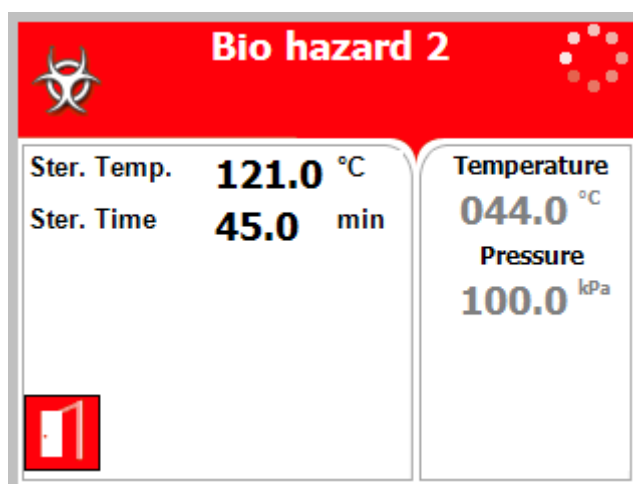 Bio hazard 2
Ster. Temp. 121.0 °C
Ster. Time 45.0 min
Temperature
044.0 °C
Pressure
100.0 kPa